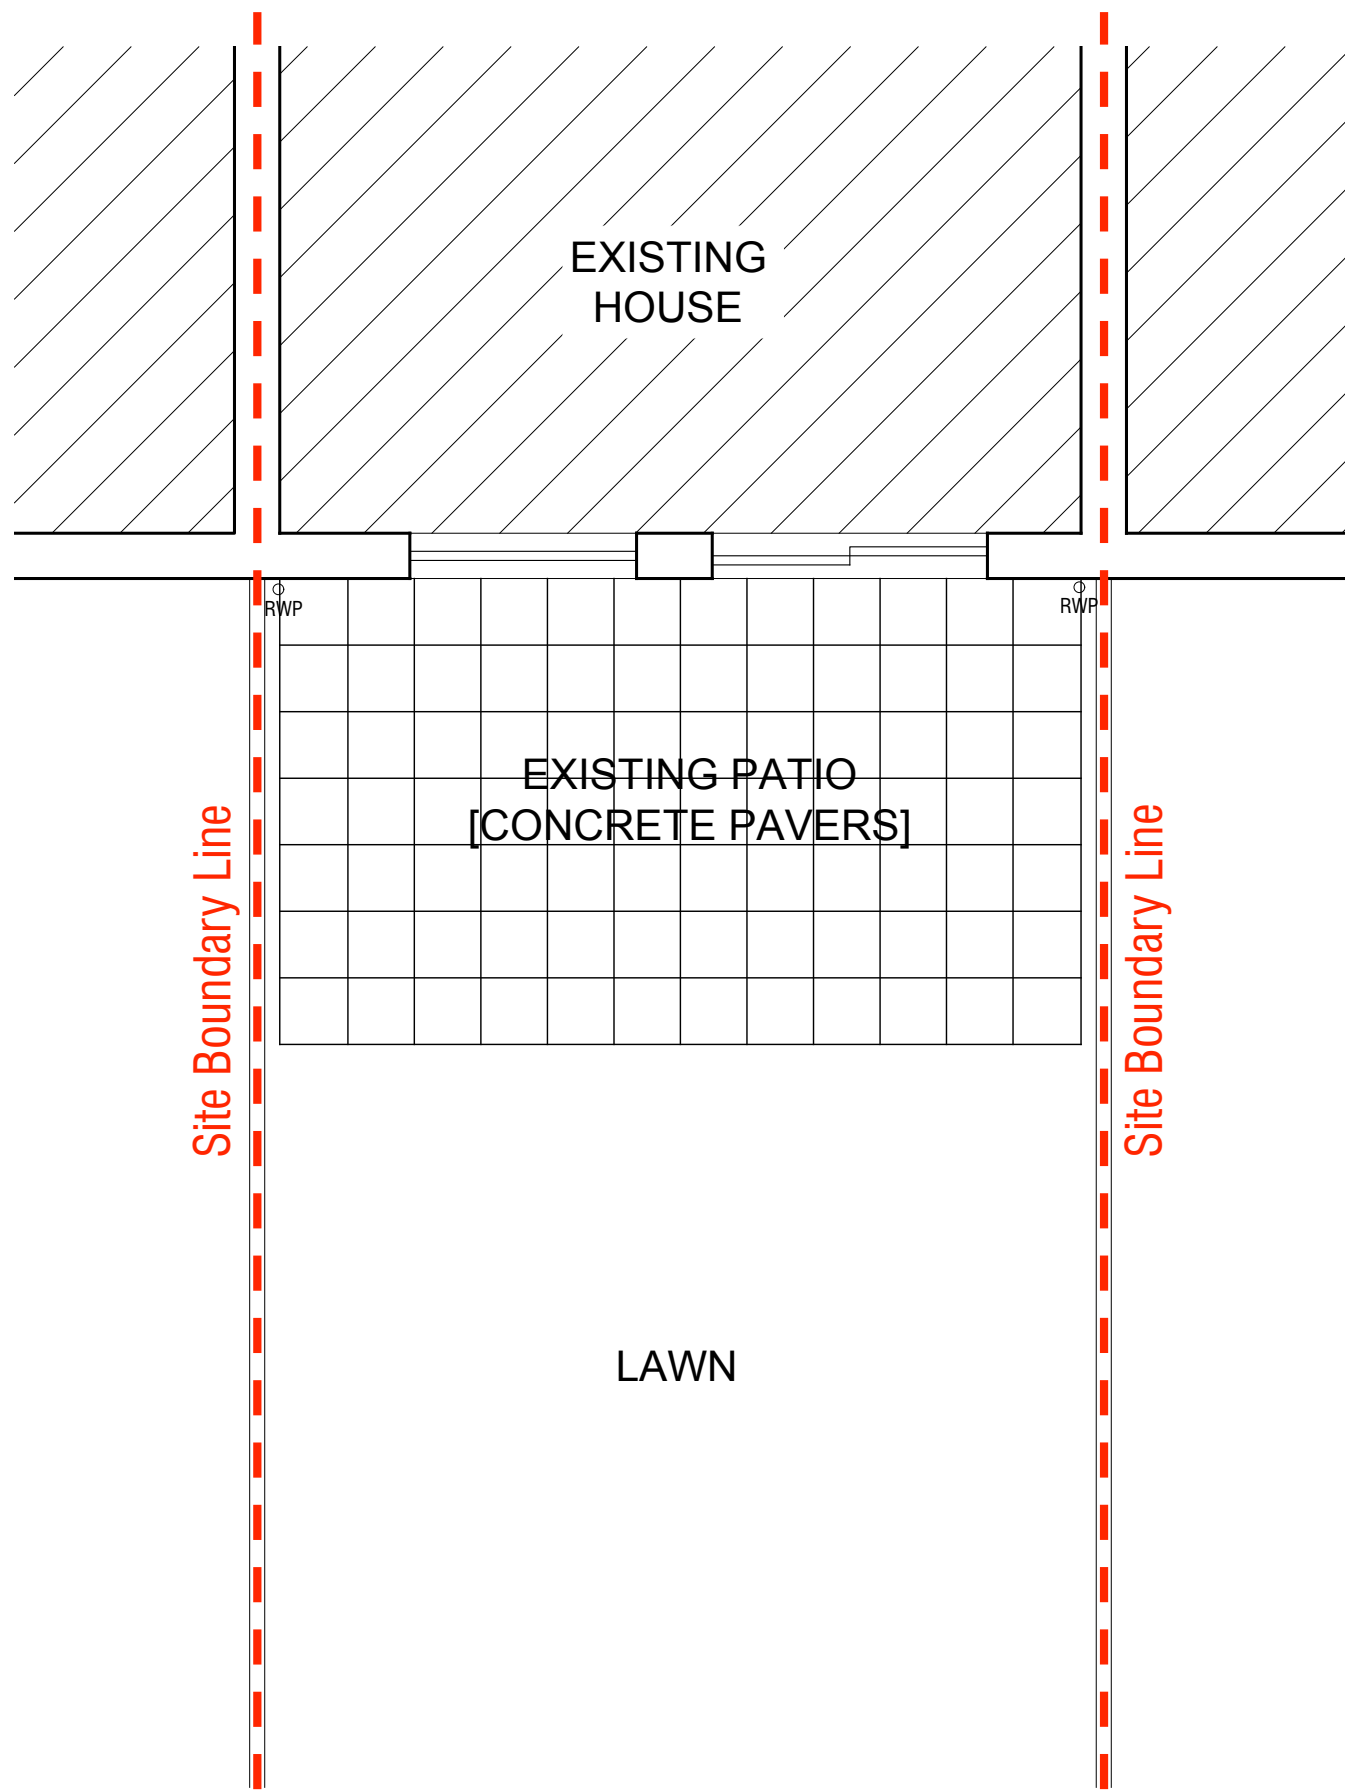 EXISTING
HOUSE
RWP
RWP
EXISTING PATIO
[CONCRETE PAVERS]
Site Boundary Line
Site Boundary Line
LAWN